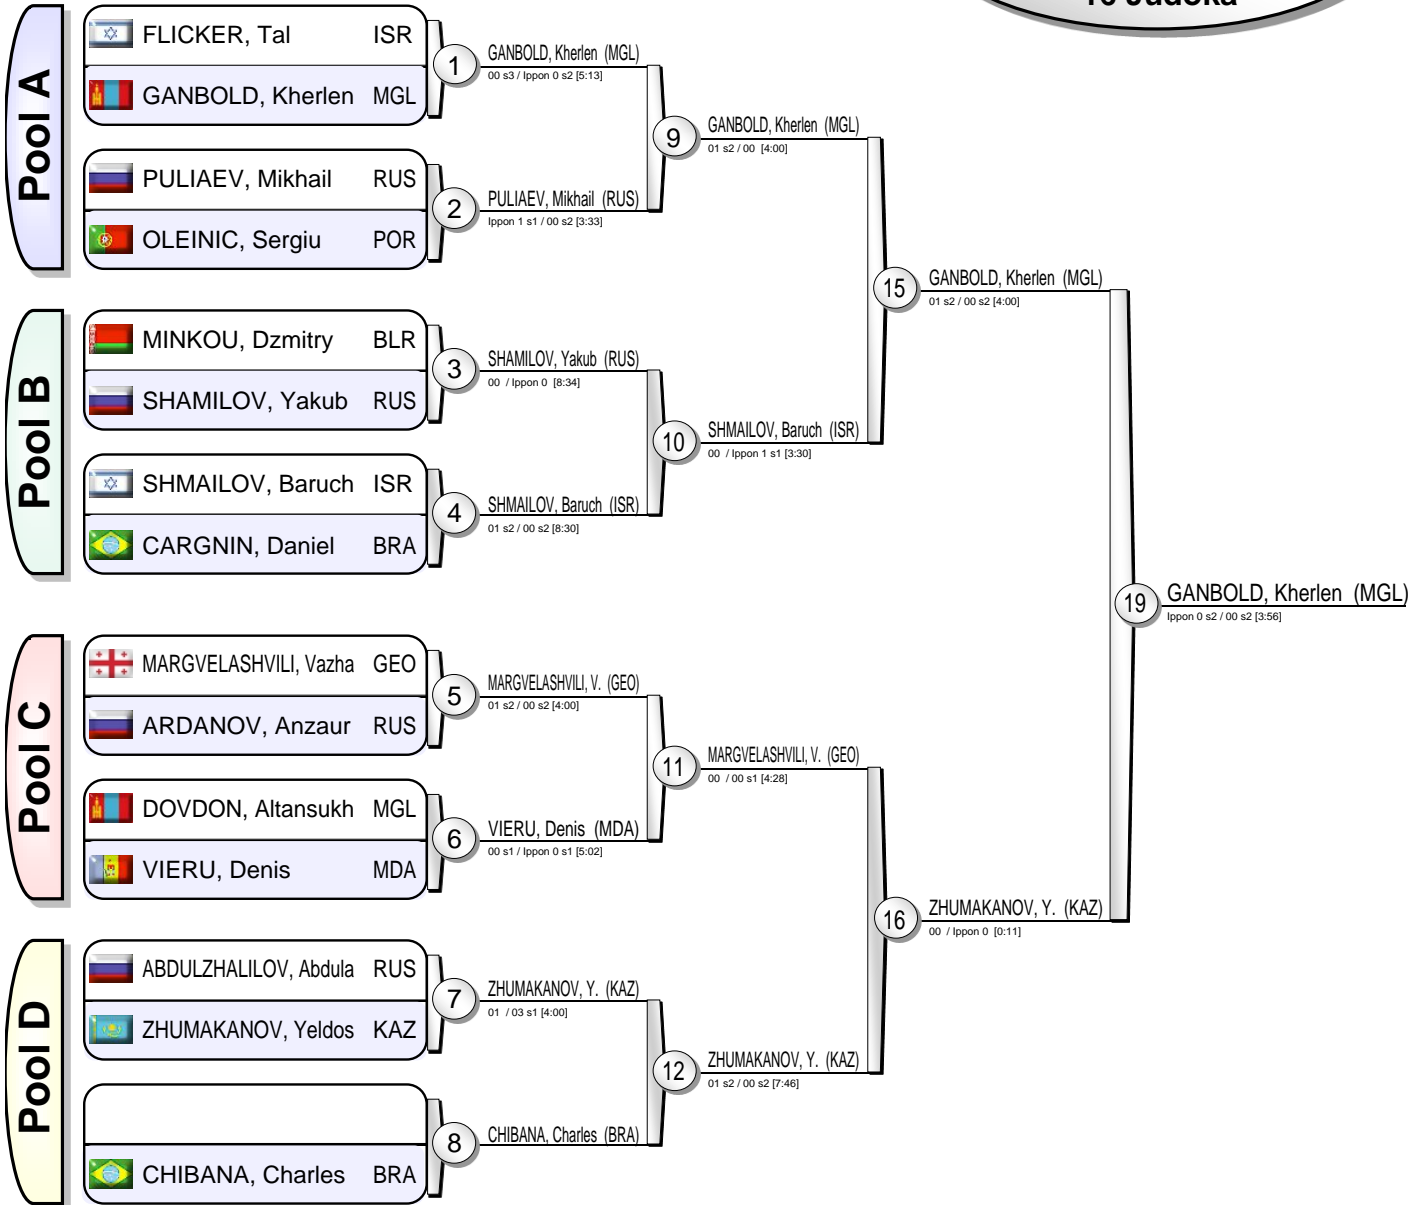 16 Judoka
Pool A
FLICKER, Tal ISR
GANBOLD, Kherlen MGL
PULIAEV, Mikhail RUS
OLEINIC, Sergiu POR
Pool B
MINKOU, Dzmitry BLR
SHAMILOV, Yakub RUS
SHMAILOV, Baruch ISR
CARGNIN, Daniel BRA
Pool C
MARGVELASHVILI, Vazha GEO
ARDANOV, Anzaur RUS
DOVDON, Altansukh MGL
VIERU, Denis MDA
Pool D
ABDULZHALILOV, Abdula RUS
ZHUMAKANOV, Yeldos KAZ
CHIBANA, Charles BRA
1
GANBOLD, Kherlen (MGL)
00 s3 / Ippon 0 s2 [5:13]
2
PULIAEV, Mikhail (RUS)
Ippon 1 s1 / 00 s2 [3:33]
3
SHAMILOV, Yakub (RUS)
00 / Ippon 0 [8:34]
4
SHMAILOV, Baruch (ISR)
01 s2 / 00 s2 [8:30]
5
MARGVELASHVILI, V. (GEO)
01 s2 / 00 s2 [4:00]
6
VIERU, Denis (MDA)
00 s1 / Ippon 0 s1 [5:02]
7
ZHUMAKANOV, Y. (KAZ)
01 / 03 s1 [4:00]
8
CHIBANA, Charles (BRA)
9
GANBOLD, Kherlen (MGL)
01 s2 / 00 [4:00]
10
SHMAILOV, Baruch (ISR)
00 / Ippon 1 s1 [3:30]
11
MARGVELASHVILI, V. (GEO)
00 / 00 s1 [4:28]
12
ZHUMAKANOV, Y. (KAZ)
01 s2 / 00 s2 [7:46]
15
GANBOLD, Kherlen (MGL)
01 s2 / 00 s2 [4:00]
16
ZHUMAKANOV, Y. (KAZ)
00 / Ippon 0 [0:11]
19
GANBOLD, Kherlen (MGL)
Ippon 0 s2 / 00 s2 [3:56]